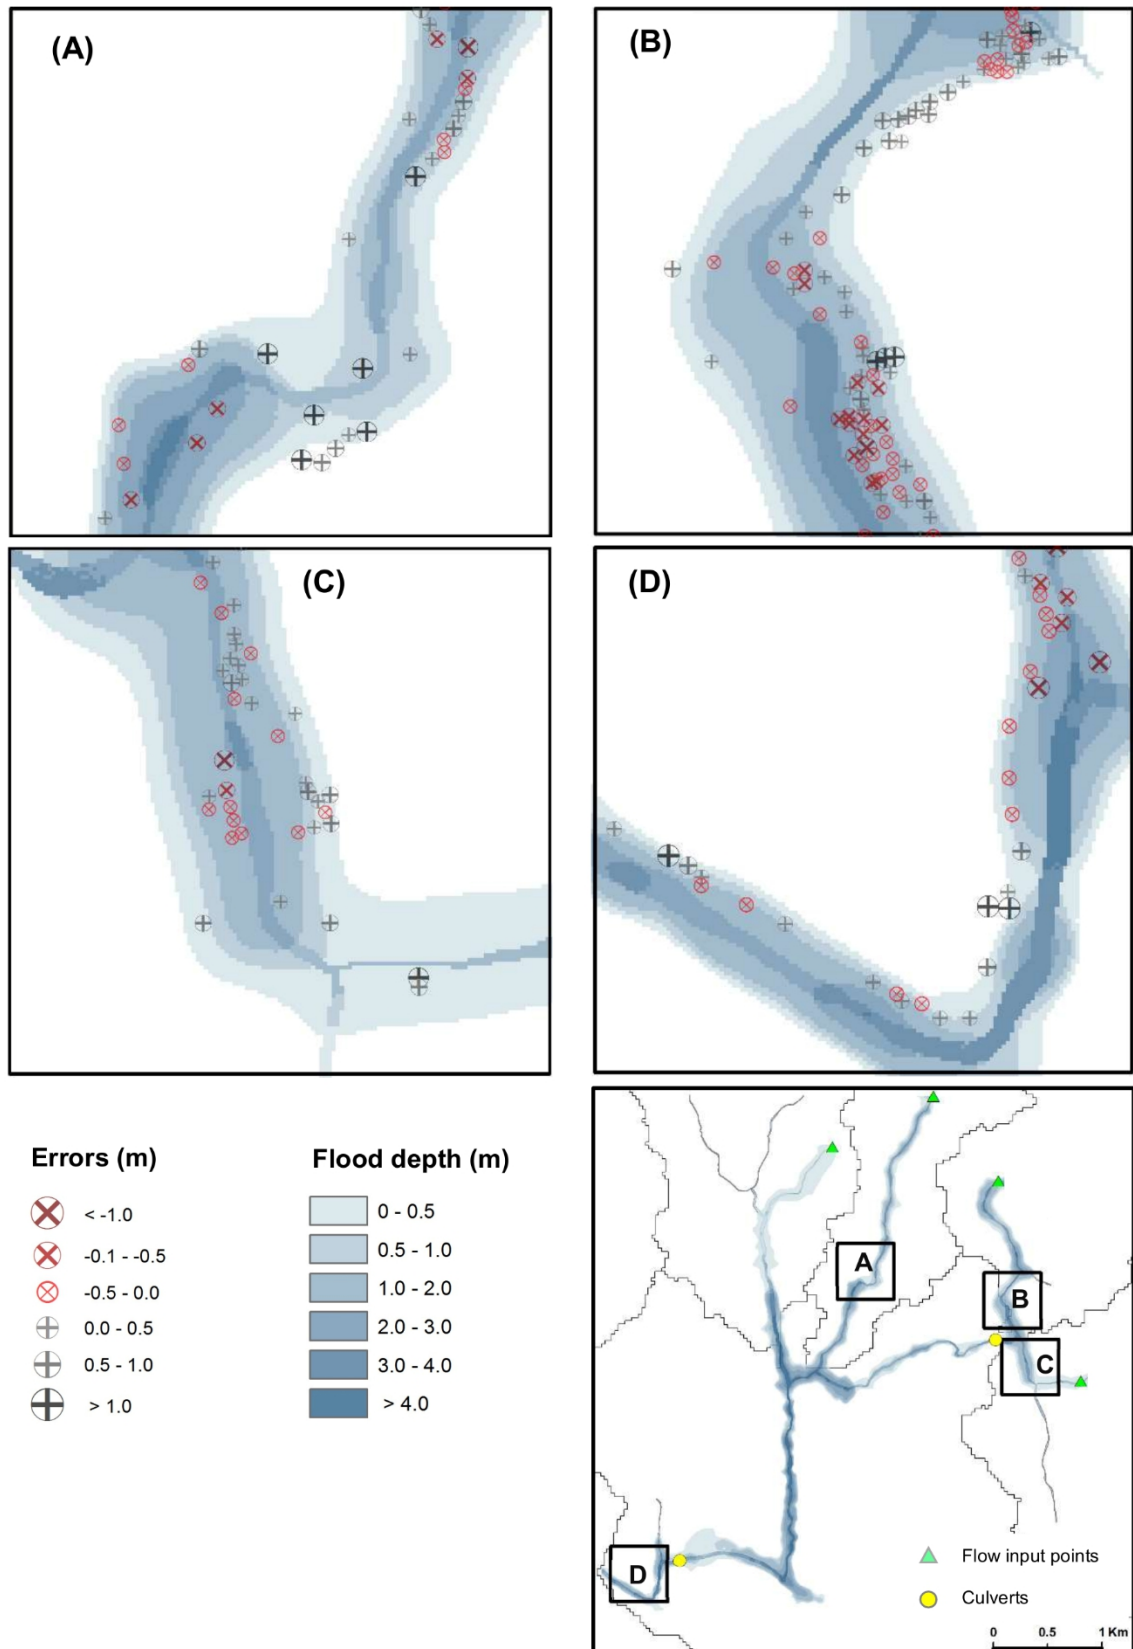 (A)
(B)
(C)
(D)
Errors (m)
< -1.0
-0.1 - -0.5
-0.5 - 0.0
0.0 - 0.5
0.5 - 1.0
> 1.0
Flood depth (m)
0 - 0.5
0.5 - 1.0
1.0 - 2.0
2.0 - 3.0
3.0 - 4.0
> 4.0
A
B
C
D
Flow input points
Culverts
0 0.5 1 Km